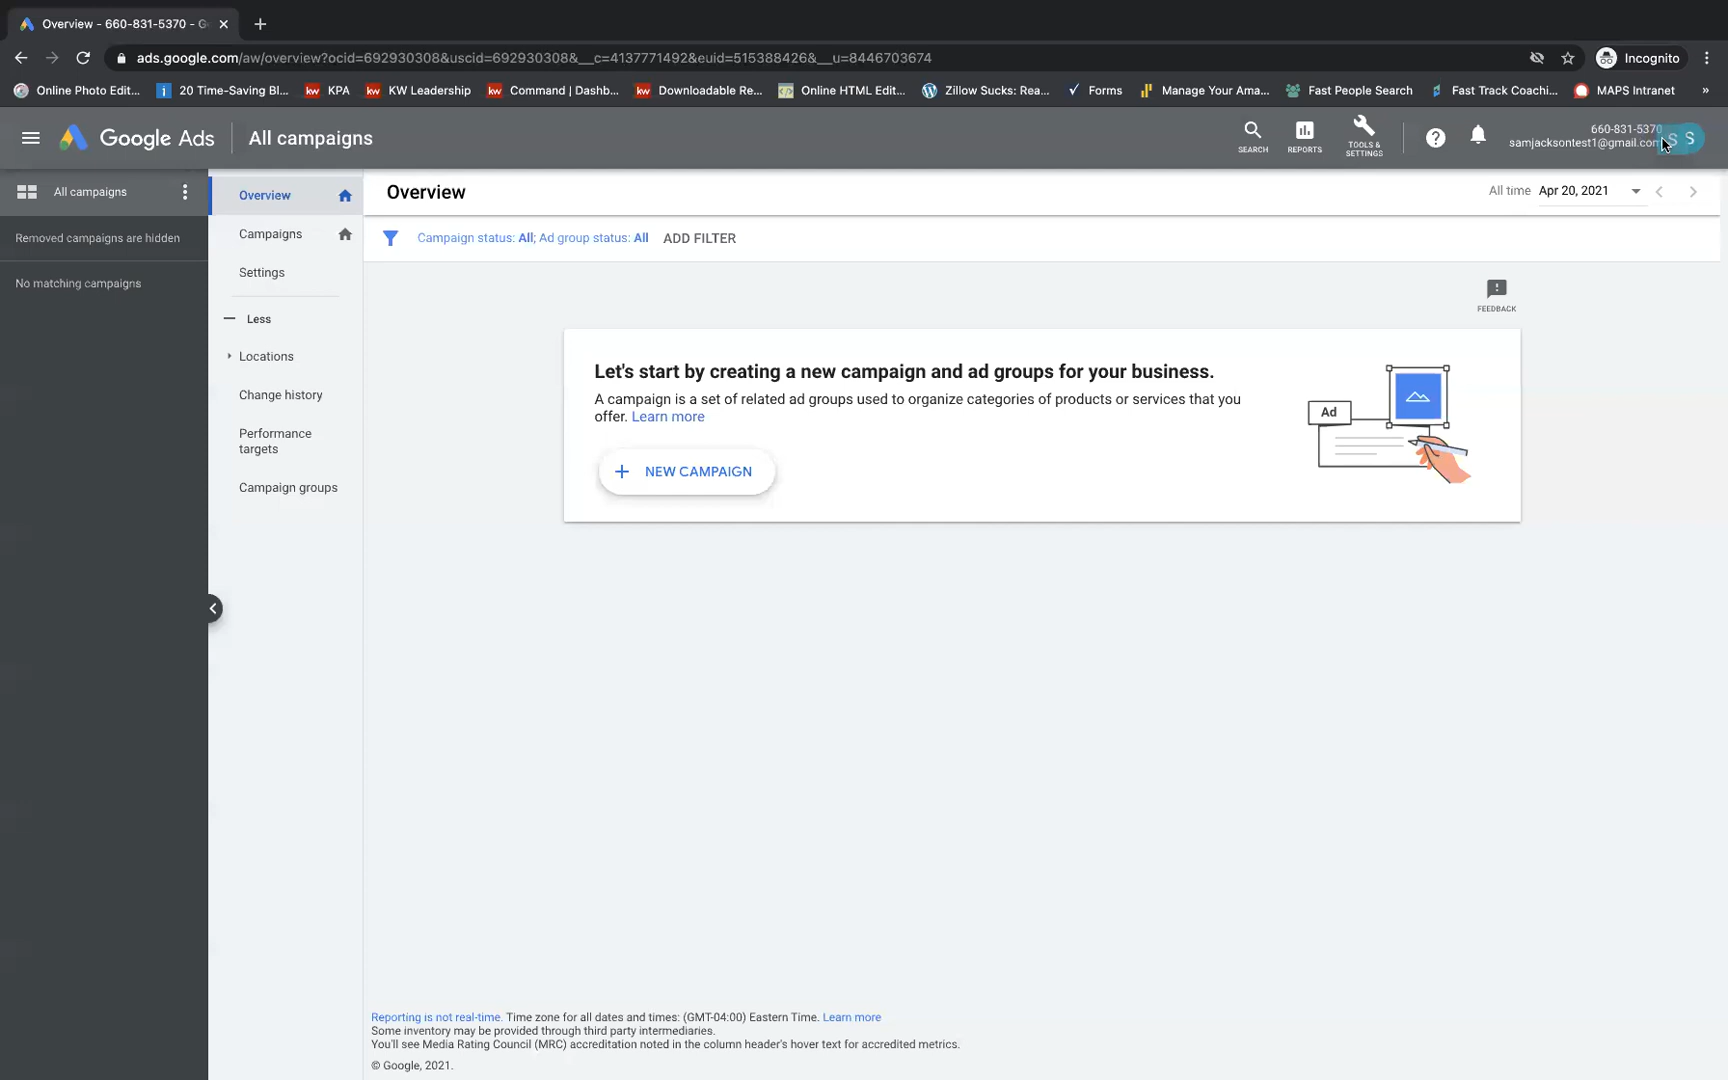 Overview - 660-831-5370 - G
ads.google.com/aw/overview?ocid=692930308&uscid=692930308&__c=4137771492&euid=515388426&__u=8446703674
Incognito
Online Photo Edit... 20 Time-Saving Bl... KPA KW Leadership Command | Dashb... Downloadable Re... Online HTML Edit... Zillow Sucks: Rea... Forms Manage Your Ama... Fast People Search Fast Track Coachi... MAPS Intranet »
Google Ads All campaigns
SEARCH
REPORTS
TOOLS &
SETTINGS
660-831-5370
samjacksontest1@gmail.com
S S
All campaigns
Removed campaigns are hidden
No matching campaigns
Overview
Campaigns
Settings
Less
Locations
Change history
Performance
targets
Campaign groups
Overview
All time Apr 20, 2021
Campaign status: All; Ad group status: All ADD FILTER
FEEDBACK
Let's start by creating a new campaign and ad groups for your business.
A campaign is a set of related ad groups used to organize categories of products or services that you
offer. Learn more
+ NEW CAMPAIGN
Ad
Reporting is not real-time. Time zone for all dates and times: (GMT-04:00) Eastern Time. Learn more
Some inventory may be provided through third party intermediaries.
You'll see Media Rating Council (MRC) accreditation noted in the column header's hover text for accredited metrics.
© Google, 2021.